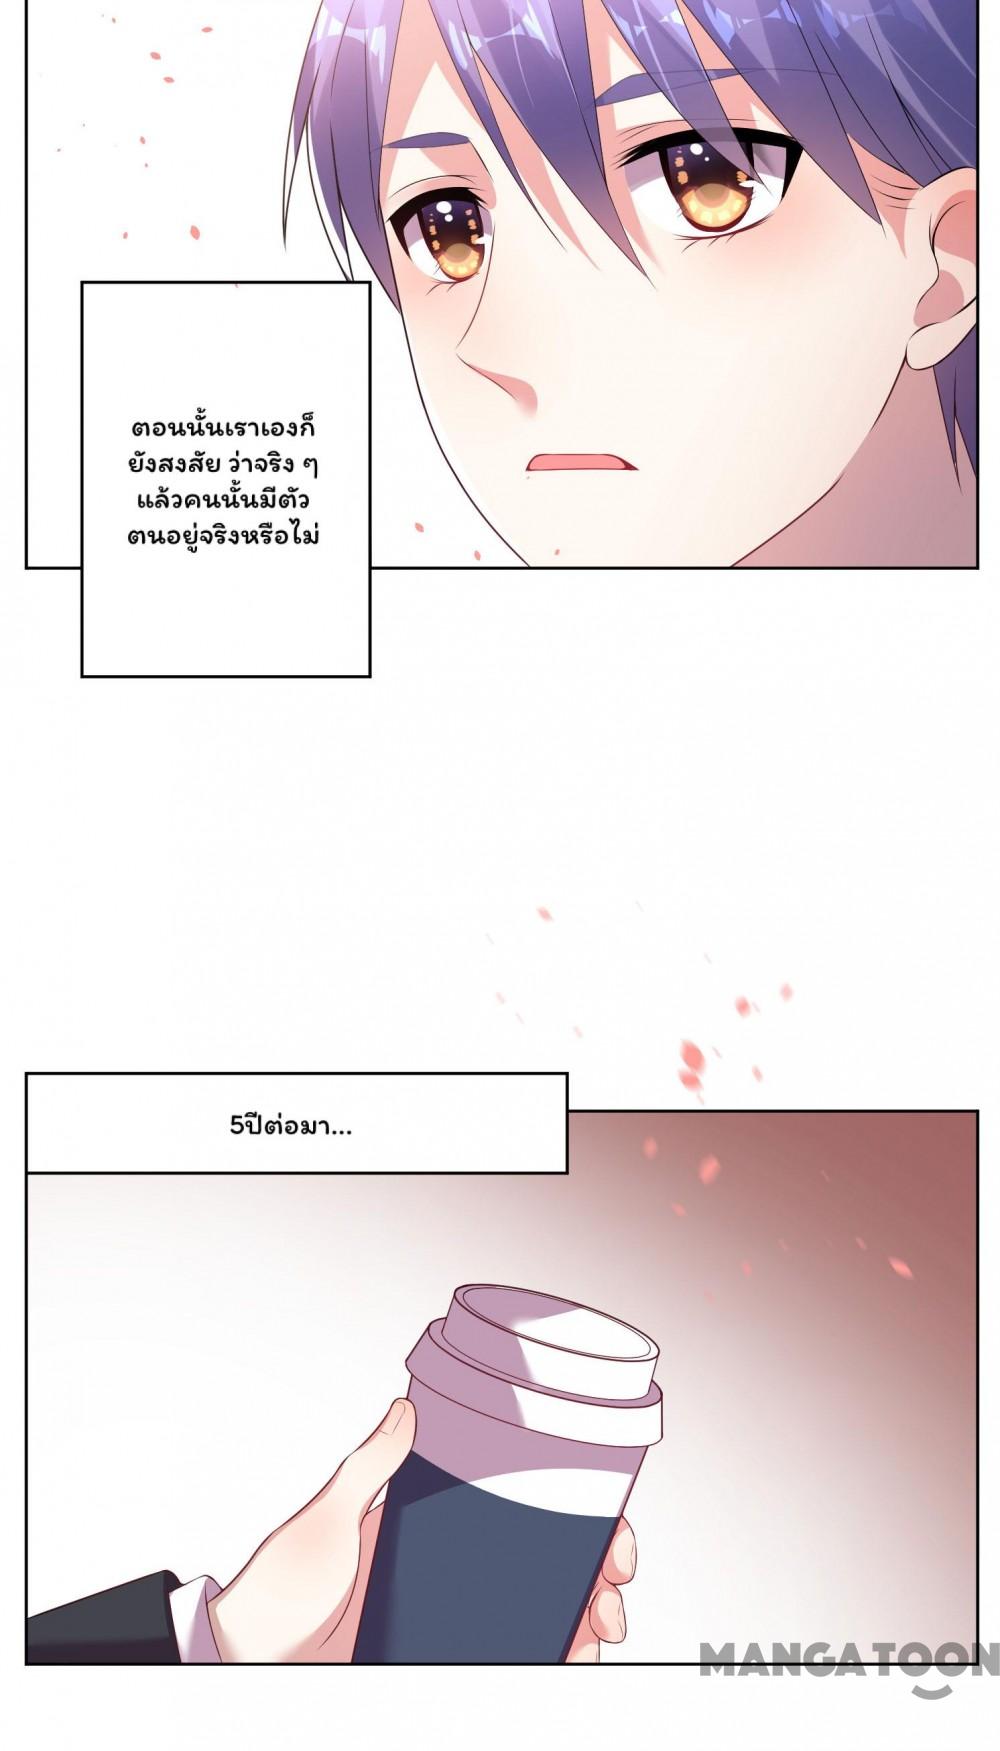 ตอนนั้นเราเองก็
ยังสงสัย ว่าจริง ๆ
แล้วคนนั้นมีตัว
ตนอยู่จริงหรือไม่
5ปีต่อมา...
MANGATOON